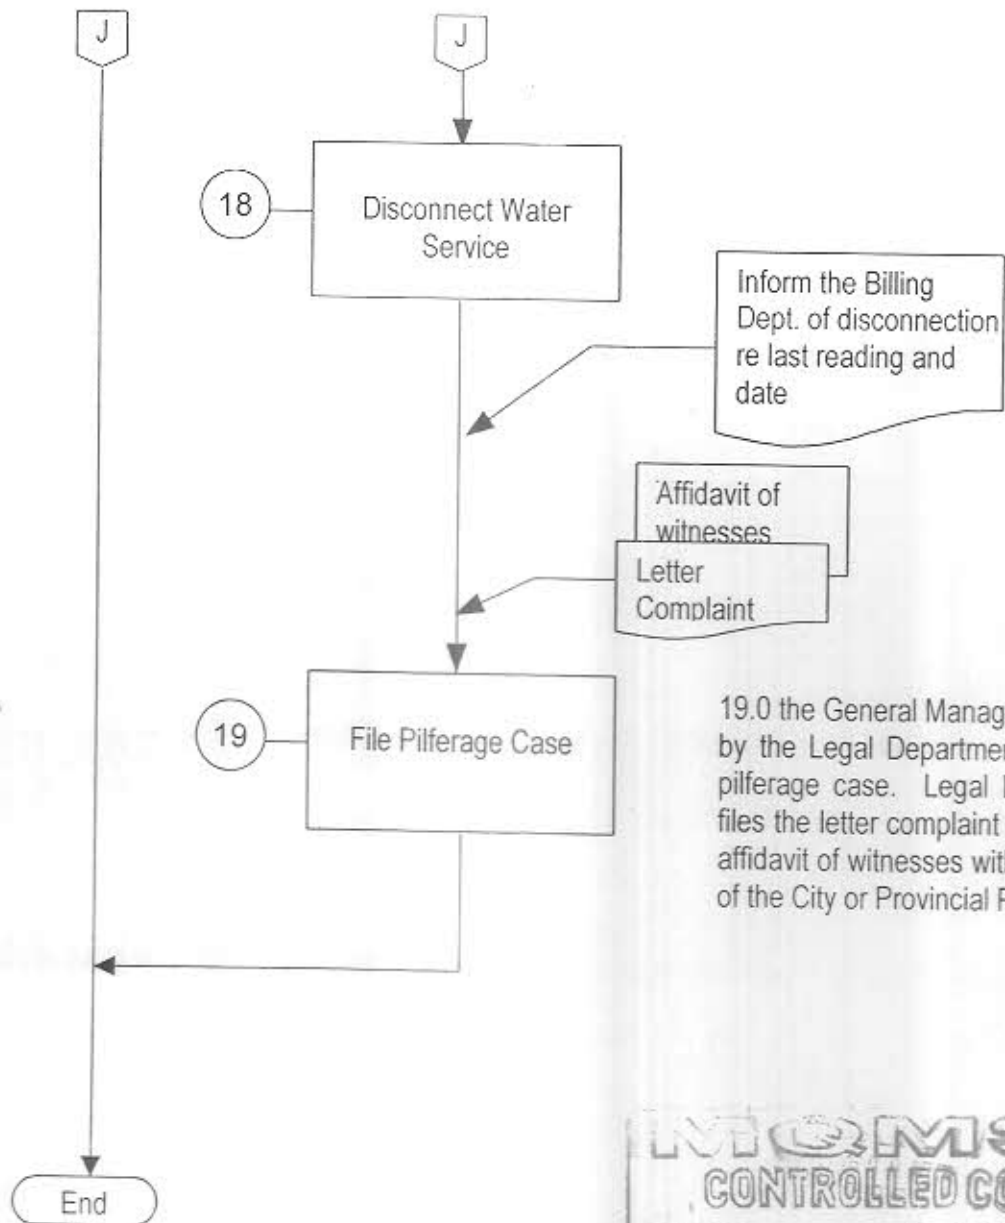 J
J
18
Disconnect Water
Service
Inform the Billing
Dept. of disconnection
re last reading and
date
Affidavit of
witnesses
Letter
Complaint
19
File Pilferage Case
19.0 the General Manag
by the Legal Departmen
pilferage case. Legal
files the letter complaint
affidavit of witnesses wit
of the City or Provincial
End
MQMS
CONTROLLED CO